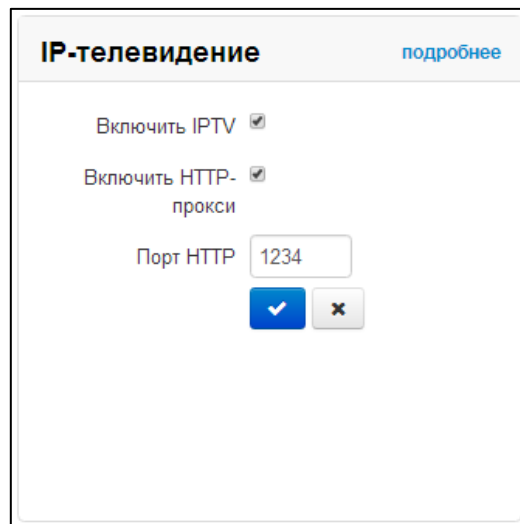 IP-телевидение подробнее
Включить IPTV
Включить HTTP-
прокси
Порт HTTP 1234